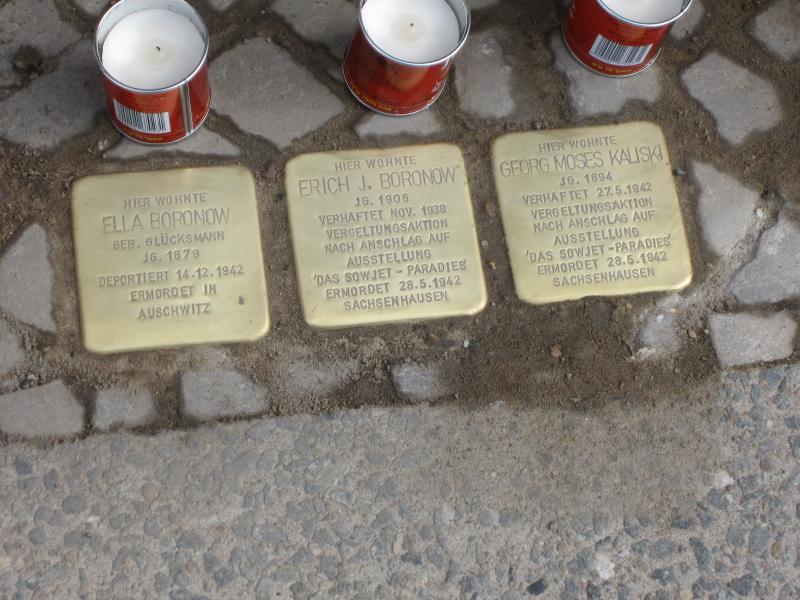 HIER WOHNTE
ELLA BORONOW
GEB. GLÜCKSMANN
JG. 1879
DEPORTIERT 14.12.1942
ERMORDET IN
AUSCHWITZ
HIER WOHNTE
ERICH J. BORONOW
JG. 1906
VERHAFTET NOV. 1938
VERGELTUNGSAKTION
NACH ANSCHLAG AUF
AUSSTELLUNG
'DAS SOWJET-PARADIES'
ERMORDET 28.5.1942
SACHSENHAUSEN
HIER WOHNTE
GEORG MOSES KALISKI
JG. 1894
VERHAFTET 27.5.1942
VERGELTUNGSAKTION
NACH ANSCHLAG AUF
AUSSTELLUNG
'DAS SOWJET-PARADIES'
ERMORDET 28.5.1942
SACHSENHAUSEN